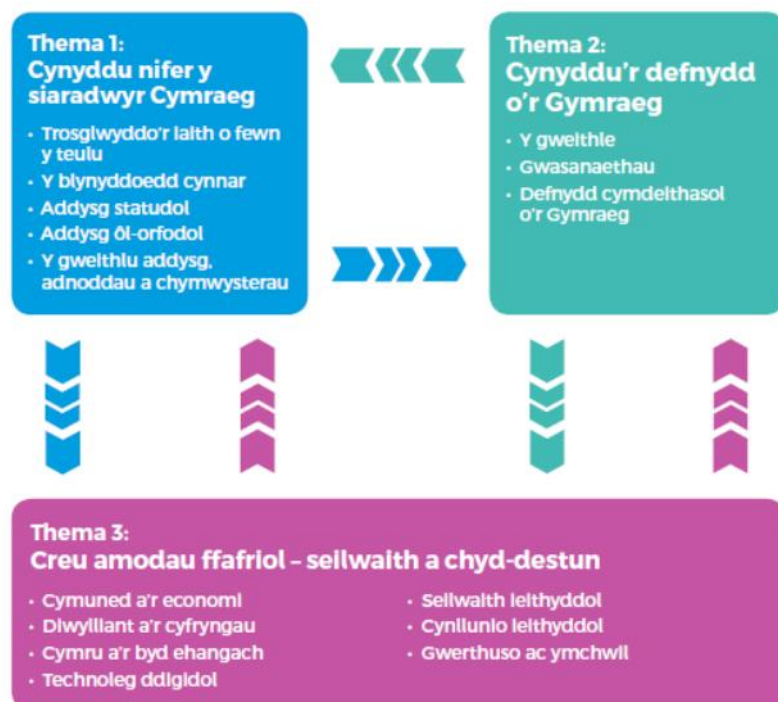 Thema 1:
Cynyddu nifer y
siaradwyr Cymraeg
• Trosglwyddo'r iaith o fewn
y teulu
• Y blynyddoedd cynnar
• Addysg statudol
• Addysg ôl-orfodol
• Y gweithlu addysg,
adnoddau a chymwysterau
Thema 2:
Cynyddu'r defnydd
o'r Gymraeg
• Y gweithle
• Gwasanaethau
• Defnydd cymdeithasol
o'r Gymraeg
Thema 3:
Creu amodau ffafriol – seilwaith a chyd-destun
• Cymuned a'r economi
• Diwylliant a'r cyfryngau
• Cymru a'r byd ehangach
• Technoleg ddigidol
• Seilwaith ieithyddol
• Cynllunio ieithyddol
• Gwerthuso ac ymchwil